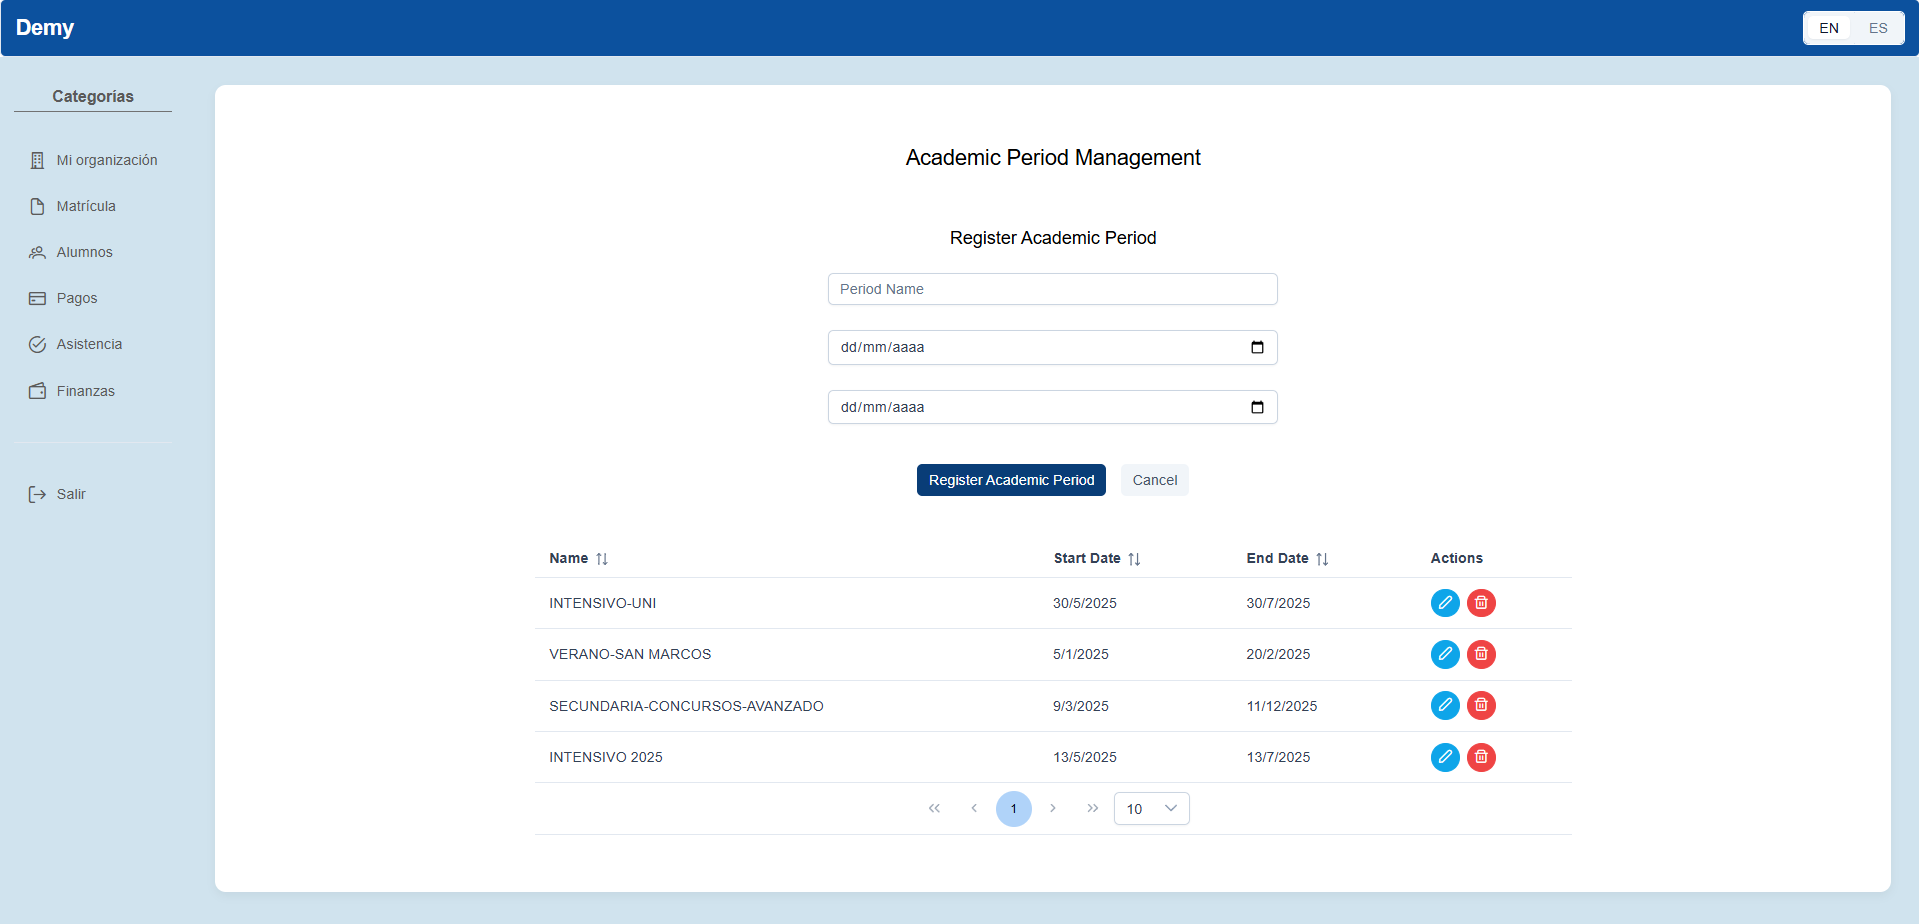 Demy
EN ES
Categorías
Mi organización
Matrícula
Alumnos
Pagos
Asistencia
Finanzas
Salir
Academic Period Management
Register Academic Period
Period Name
dd/mm/aaaa
dd/mm/aaaa
Register Academic Period Cancel
Name Start Date End Date Actions
INTENSIVO-UNI 30/5/2025 30/7/2025
VERANO-SAN MARCOS 5/1/2025 20/2/2025
SECUNDARIA-CONCURSOS-AVANZADO 9/3/2025 11/12/2025
INTENSIVO 2025 13/5/2025 13/7/2025
1 10